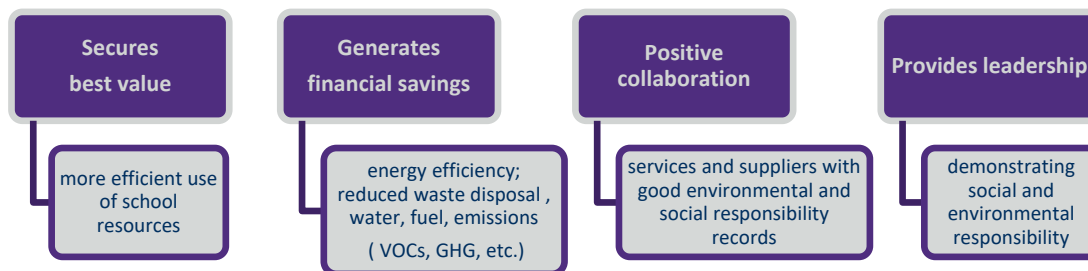 Secures
best value
more efficient use
of school
resources
Generates
financial savings
energy efficiency;
reduced waste disposal ,
water, fuel, emissions
( VOCs, GHG, etc.)
Positive
collaboration
services and suppliers with
good environmental and
social responsibility
records
Provides leadership
demonstrating
social and
environmental
responsibility